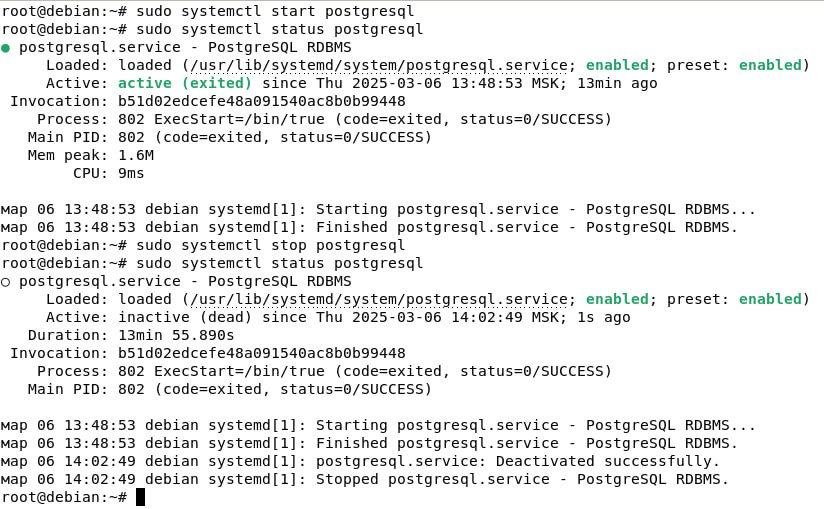 root@debian:~# sudo systemctl start postgresql
root@debian:~# sudo systemctl status postgresql
● postgresql.service - PostgreSQL RDBMS
     Loaded: loaded (/usr/lib/systemd/system/postgresql.service; enabled; preset: enabled)
     Active: active (exited) since Thu 2025-03-06 13:48:53 MSK; 13min ago
 Invocation: b51d02edcefe48a091540ac8b0b99448
    Process: 802 ExecStart=/bin/true (code=exited, status=0/SUCCESS)
   Main PID: 802 (code=exited, status=0/SUCCESS)
   Mem peak: 1.6M
        CPU: 9ms

мар 06 13:48:53 debian systemd[1]: Starting postgresql.service - PostgreSQL RDBMS...
мар 06 13:48:53 debian systemd[1]: Finished postgresql.service - PostgreSQL RDBMS.
root@debian:~# sudo systemctl stop postgresql
root@debian:~# sudo systemctl status postgresql
○ postgresql.service - PostgreSQL RDBMS
     Loaded: loaded (/usr/lib/systemd/system/postgresql.service; enabled; preset: enabled)
     Active: inactive (dead) since Thu 2025-03-06 14:02:49 MSK; 1s ago
   Duration: 13min 55.890s
 Invocation: b51d02edcefe48a091540ac8b0b99448
    Process: 802 ExecStart=/bin/true (code=exited, status=0/SUCCESS)
   Main PID: 802 (code=exited, status=0/SUCCESS)

мар 06 13:48:53 debian systemd[1]: Starting postgresql.service - PostgreSQL RDBMS...
мар 06 13:48:53 debian systemd[1]: Finished postgresql.service - PostgreSQL RDBMS.
мар 06 14:02:49 debian systemd[1]: postgresql.service: Deactivated successfully.
мар 06 14:02:49 debian systemd[1]: Stopped postgresql.service - PostgreSQL RDBMS.
root@debian:~#